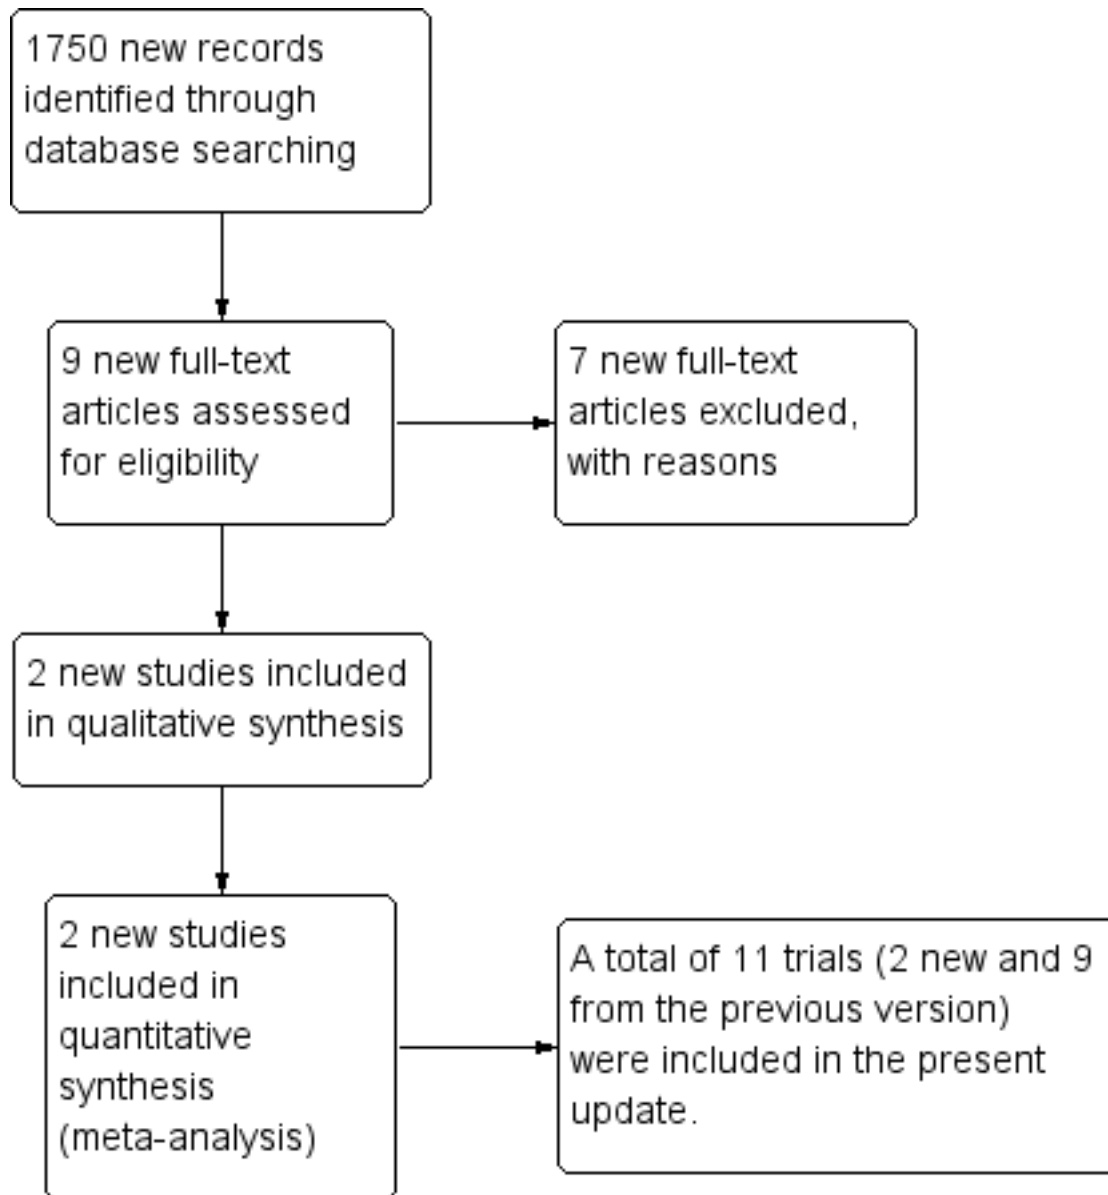 1750 new records
identified through
database searching
9 new full-text
articles assessed
for eligibility
7 new full-text
articles excluded,
with reasons
2 new studies included
in qualitative synthesis
2 new studies
included in
quantitative
synthesis
(meta-analysis)
A total of 11 trials (2 new and 9
from the previous version)
were included in the present
update.